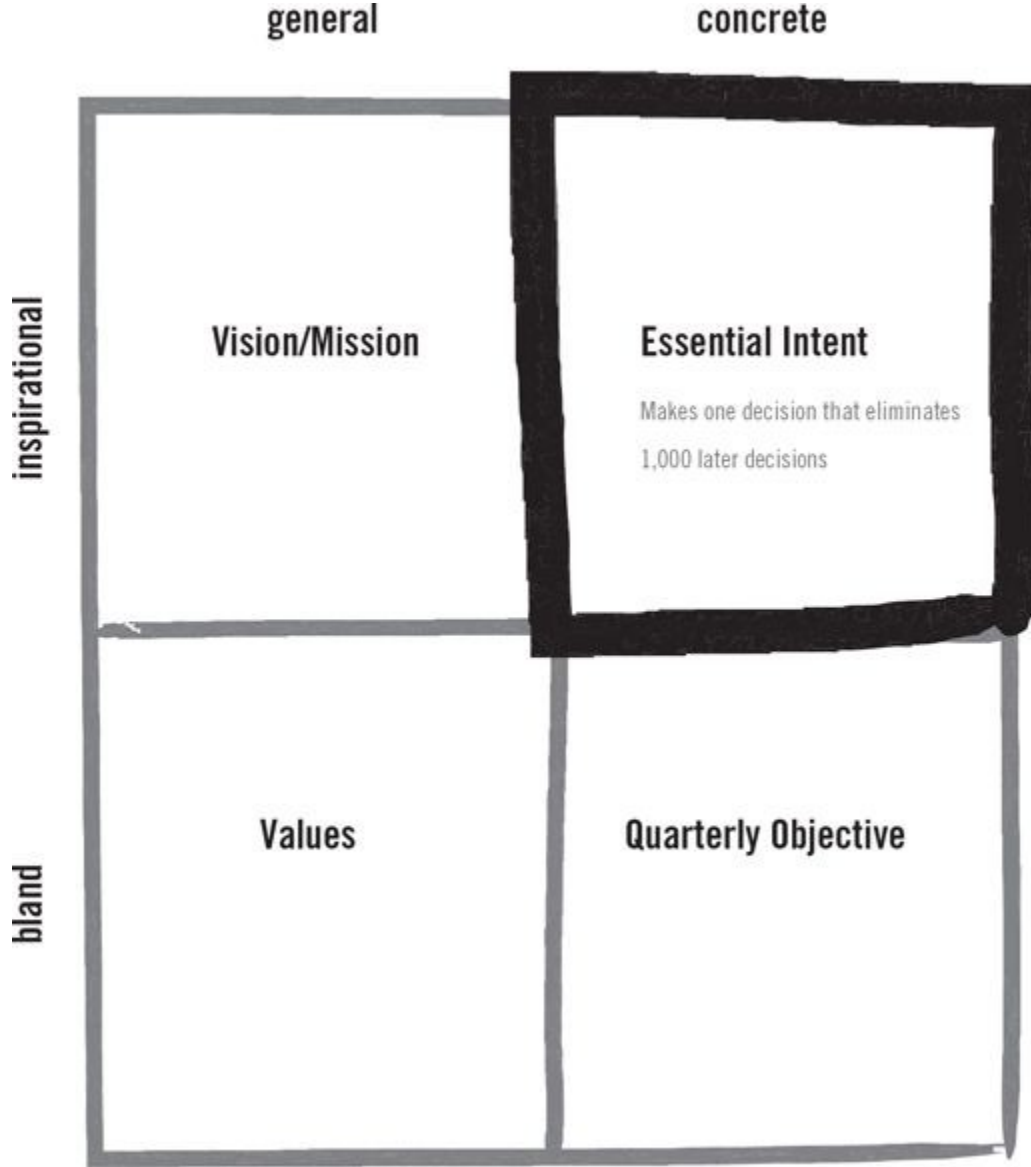 general
concrete
inspirational
Vision/Mission
Essential Intent
Makes one decision that eliminates
1,000 later decisions
bland
Values
Quarterly Objective